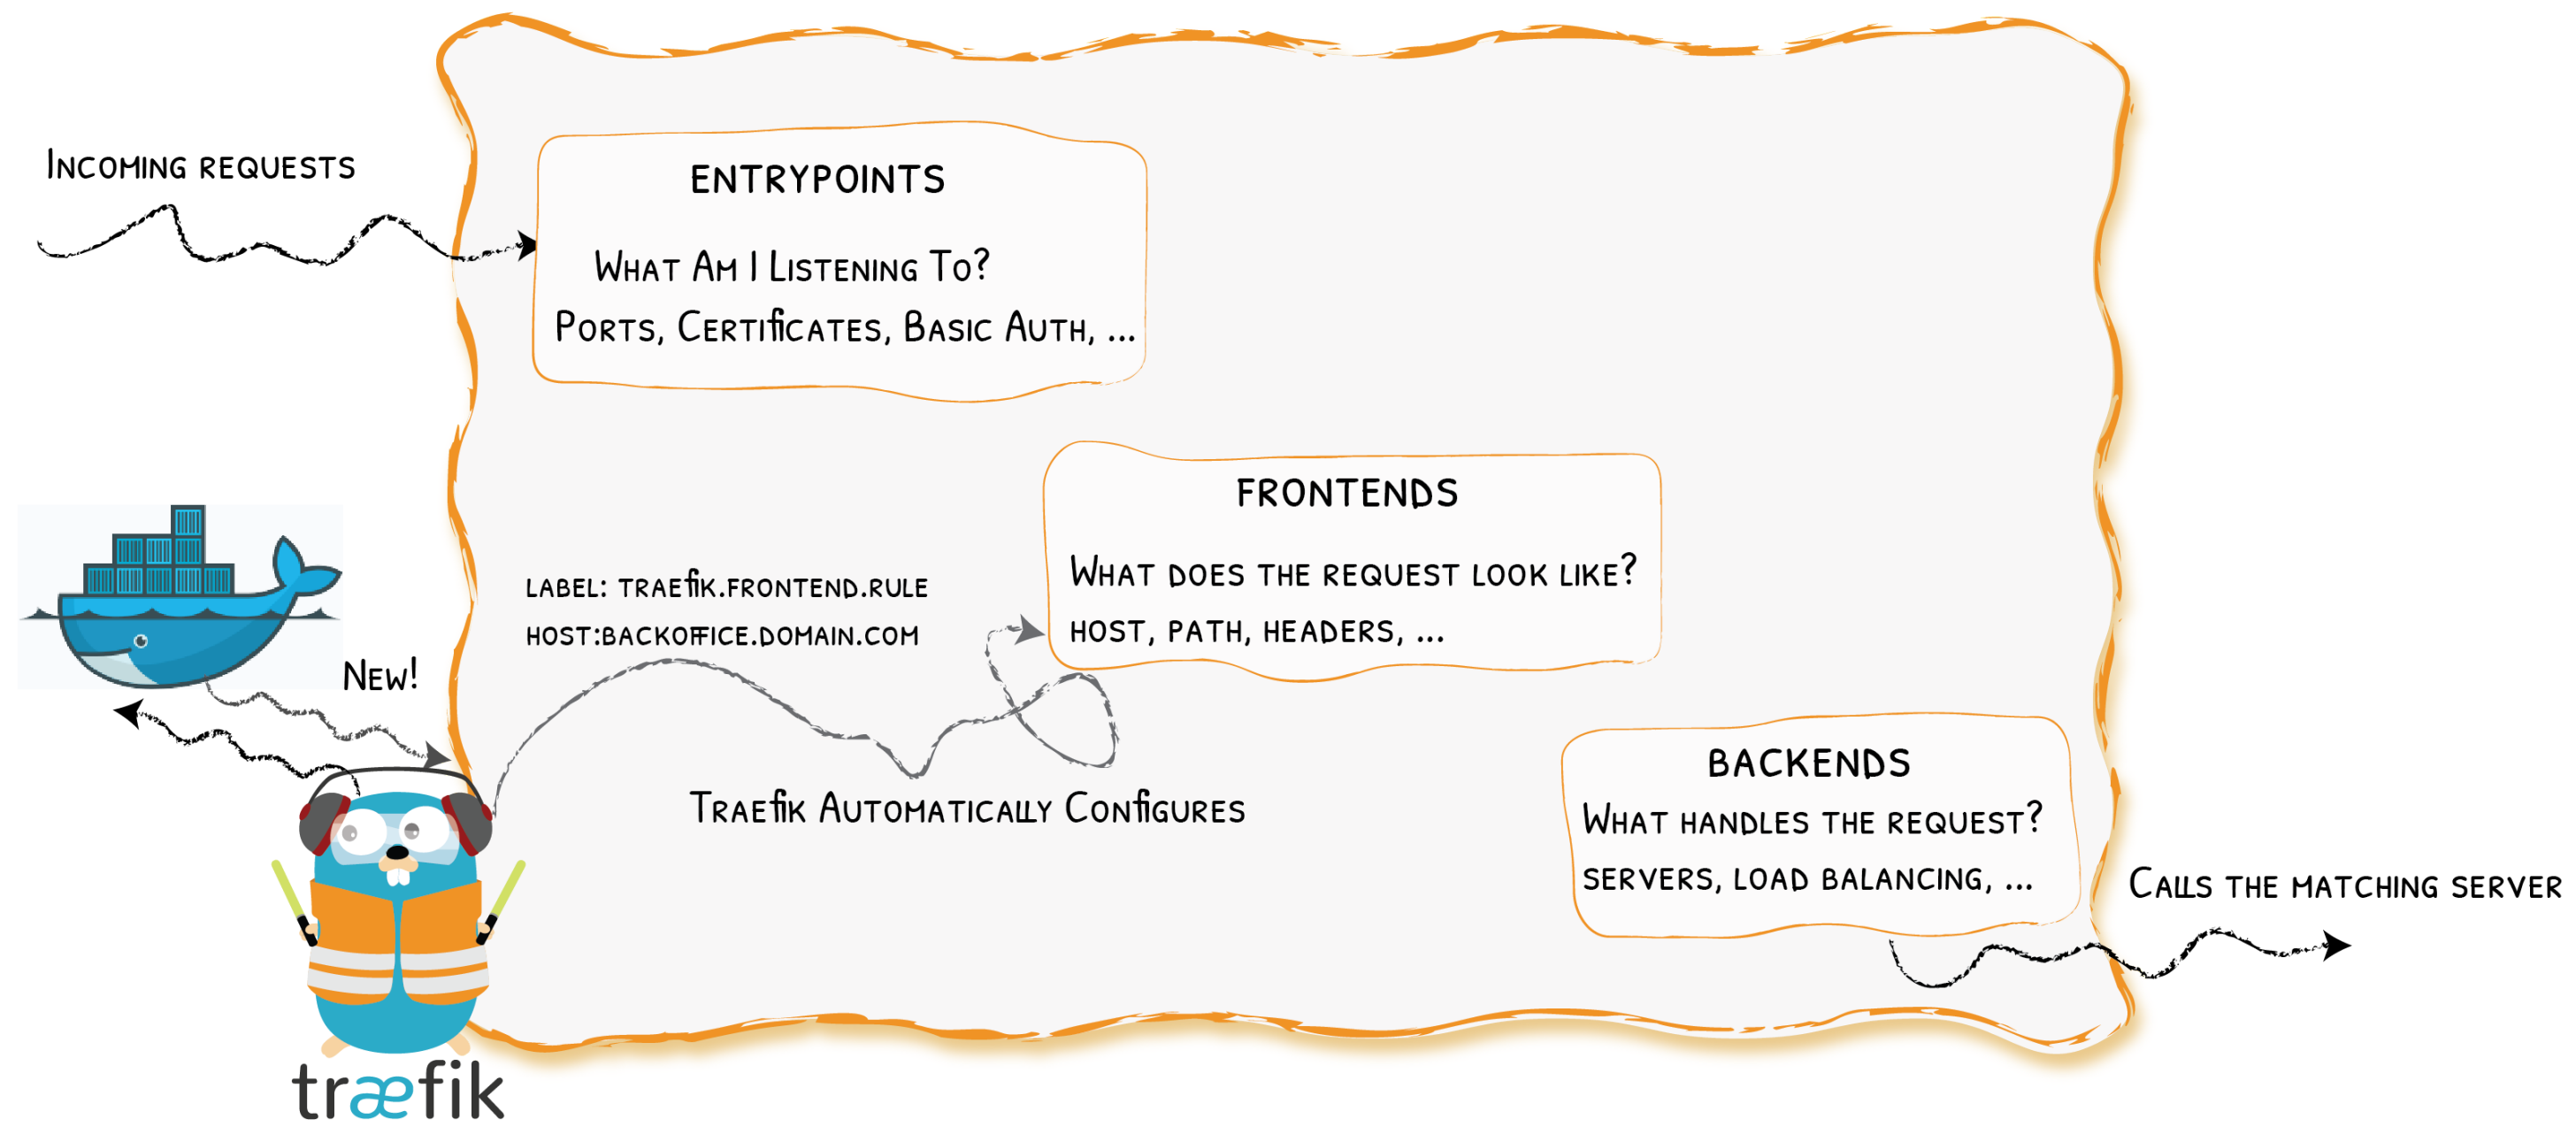 Incoming requests
ENTRYPOINTS
What Am I Listening To?
Ports, Certificates, Basic Auth, ...
FRONTENDS
What does the request look like?
host, path, headers, ...
label: traefik.frontend.rule
host:backoffice.domain.com
New!
Traefik Automatically Configures
BACKENDS
What handles the request?
servers, load balancing, ...
Calls the matching server
træfik